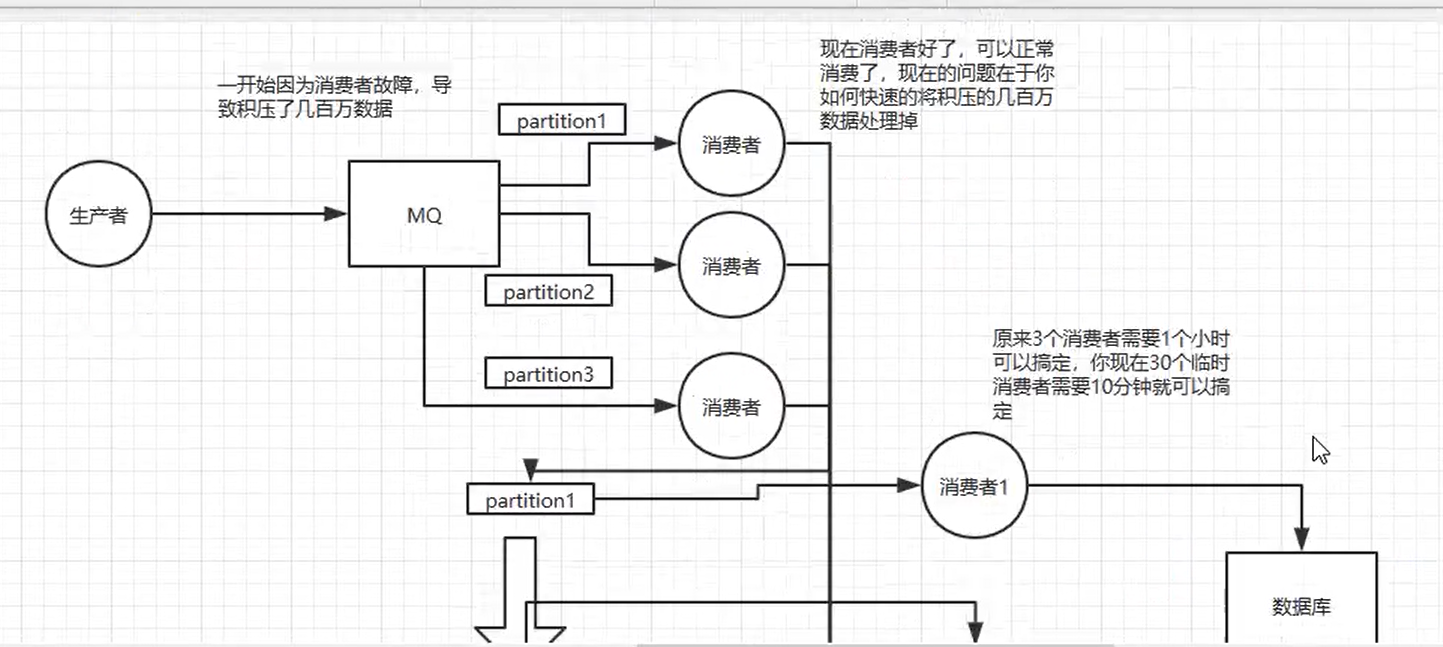 一开始因为消费者故障，导
致积压了几百万数据
现在消费者好了，可以正常
消费了，现在的问题在于你
如何快速的将积压的几百万
数据处理掉
partition1
消费者
生产者
MQ
消费者
partition2
partition3
消费者
原来3个消费者需要1个小时
可以搞定，你现在30个临时
消费者需要10分钟就可以搞
定
partition1
消费者1
数据库